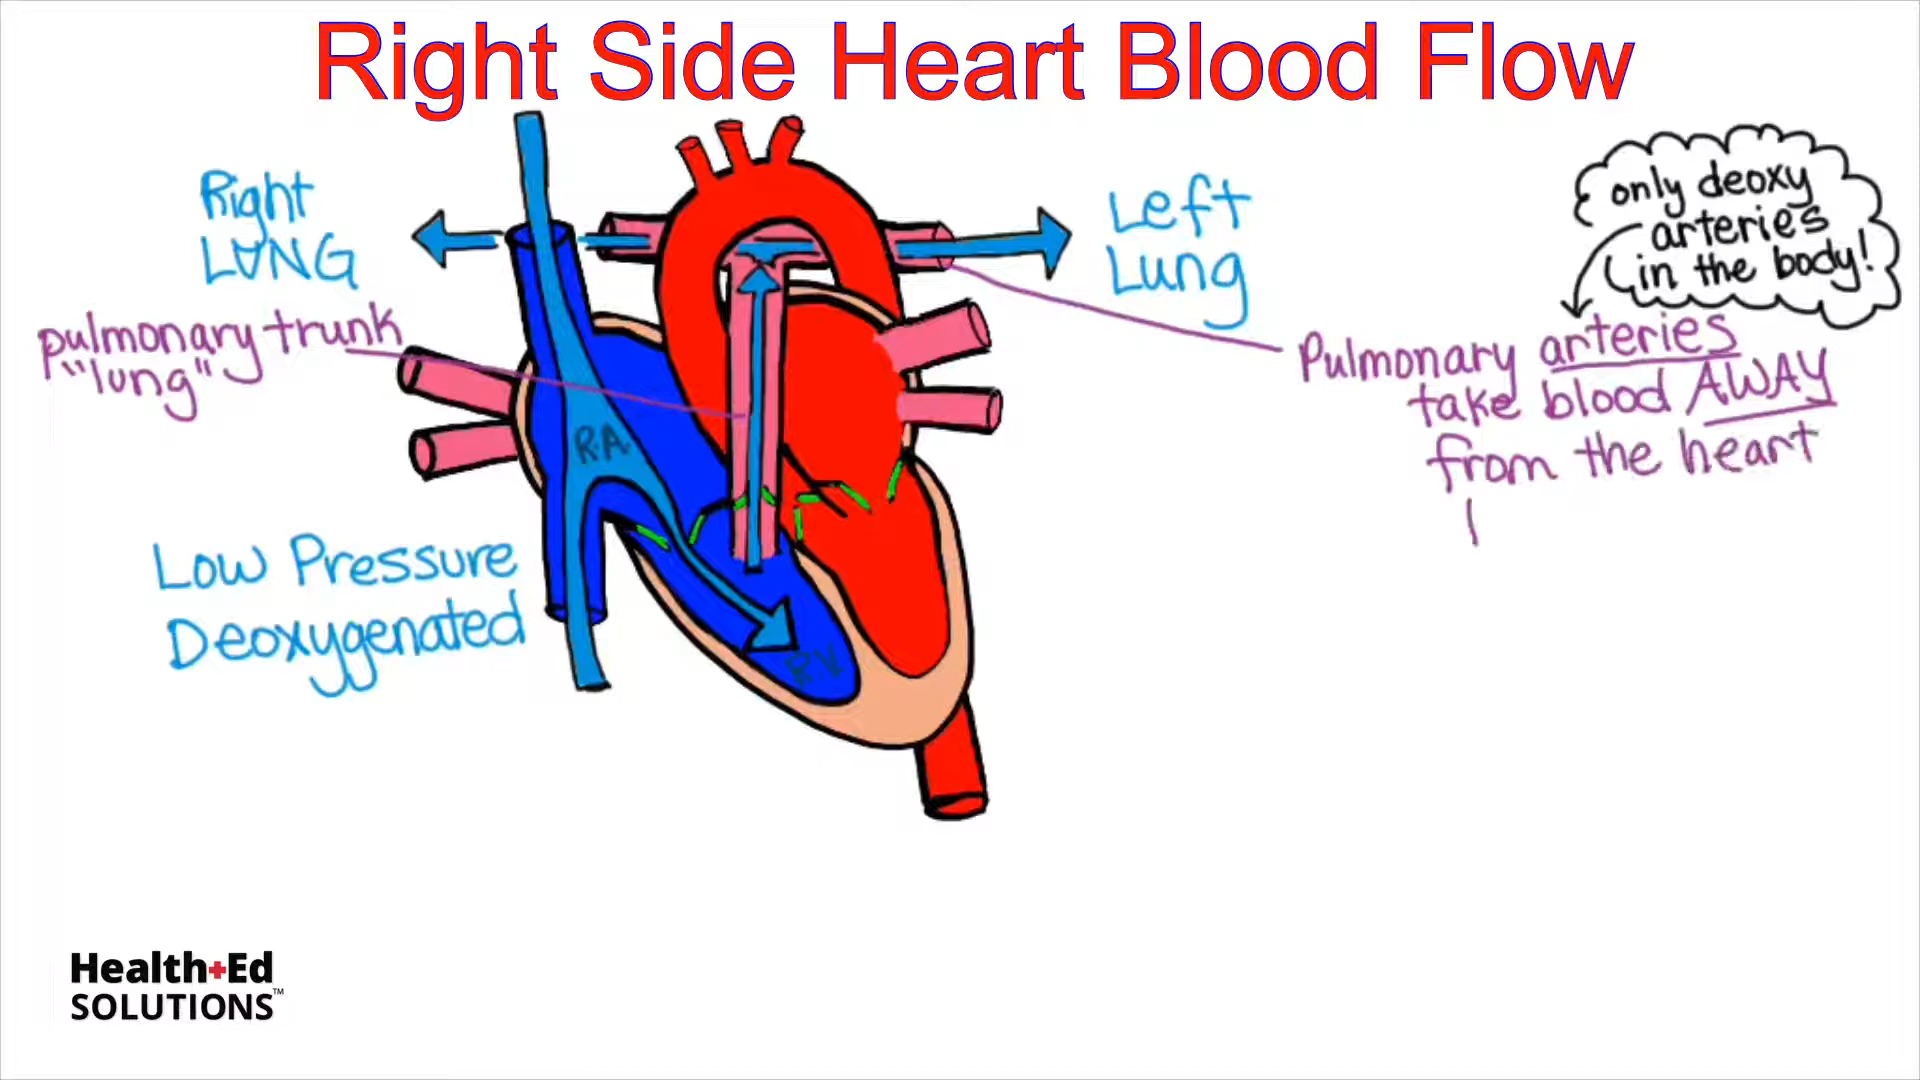 Right Side Heart Blood Flow
Right
LUNG
Left
Lung
only deoxy
arteries
in the body!
pulmonary trunk
"lung"
Pulmonary arteries
take blood AWAY
from the heart
R.A.
Low Pressure
Deoxygenated
R.V.
Health+Ed
SOLUTIONS™